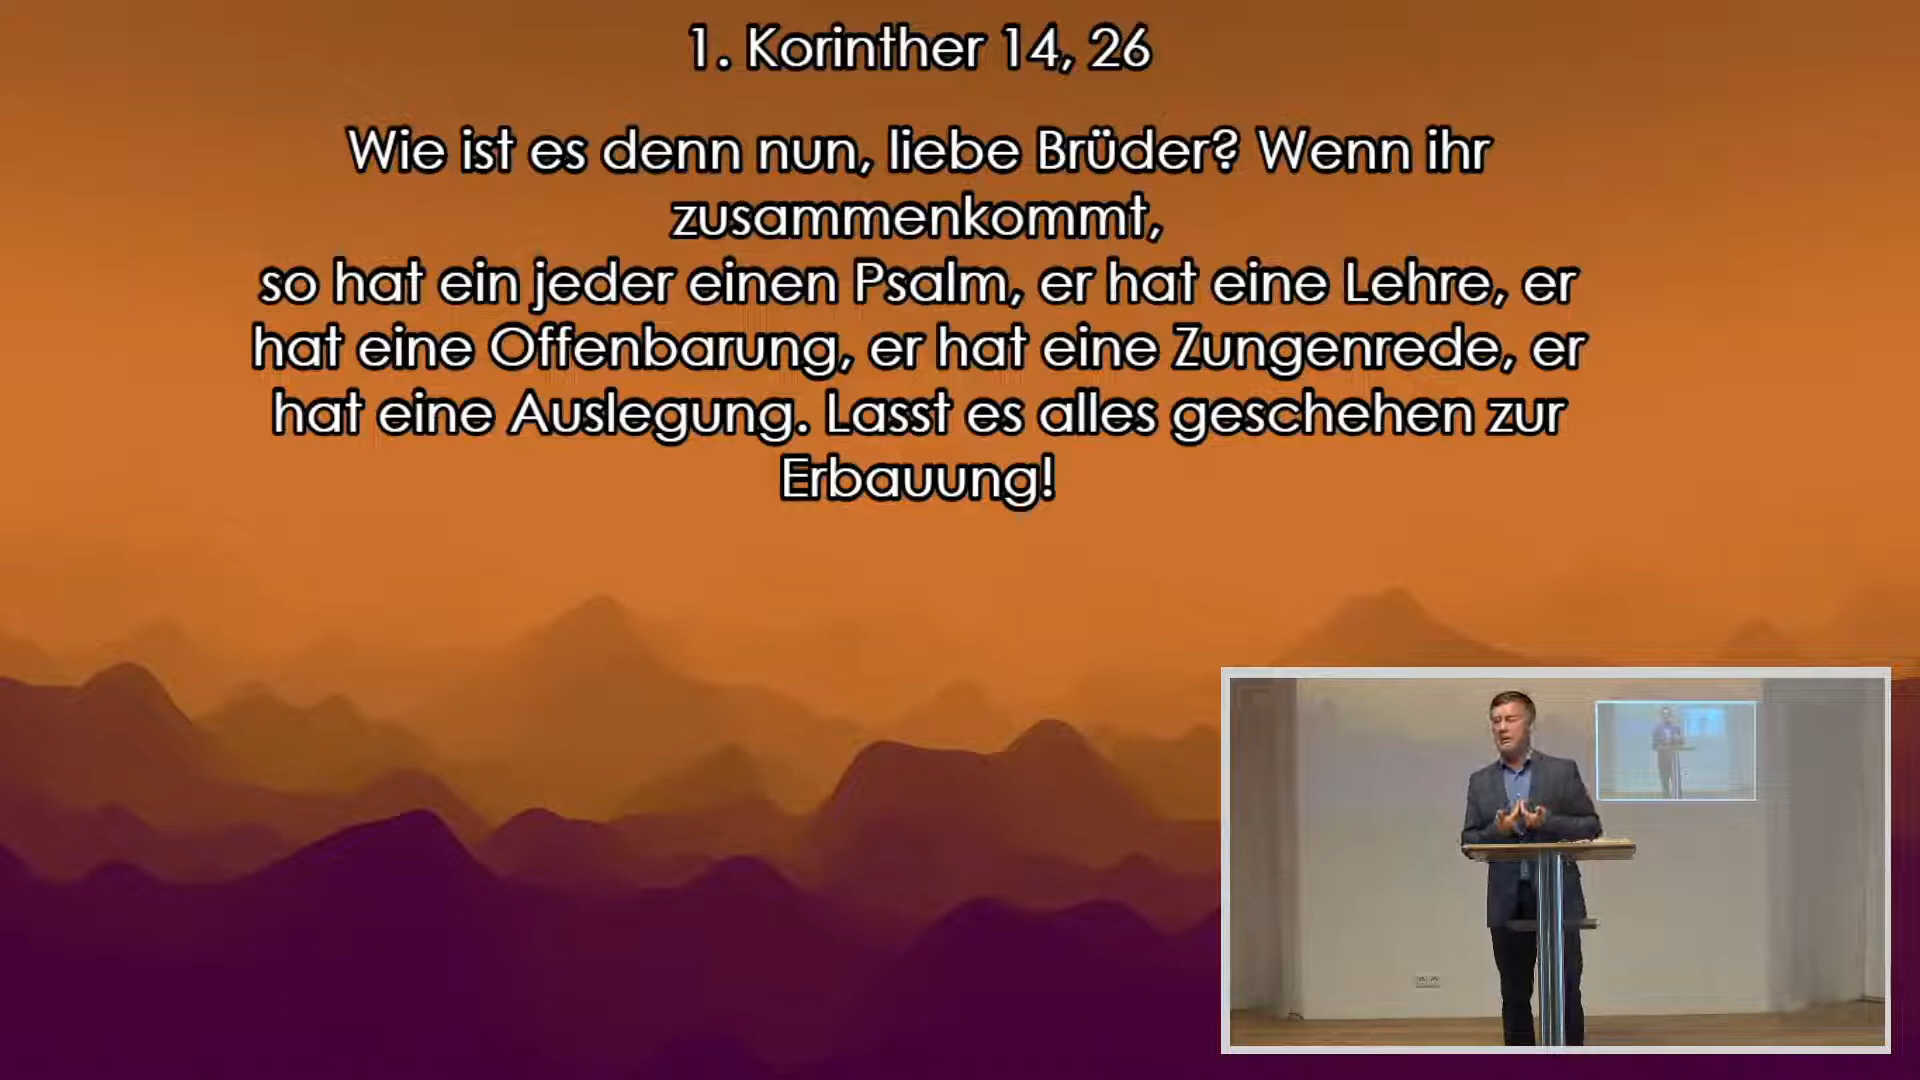 1. Korinther 14, 26
Wie ist es denn nun, liebe Brüder? Wenn ihr
zusammenkommt,
so hat ein jeder einen Psalm, er hat eine Lehre, er
hat eine Offenbarung, er hat eine Zungenrede, er
hat eine Auslegung. Lasst es alles geschehen zur
Erbauung!